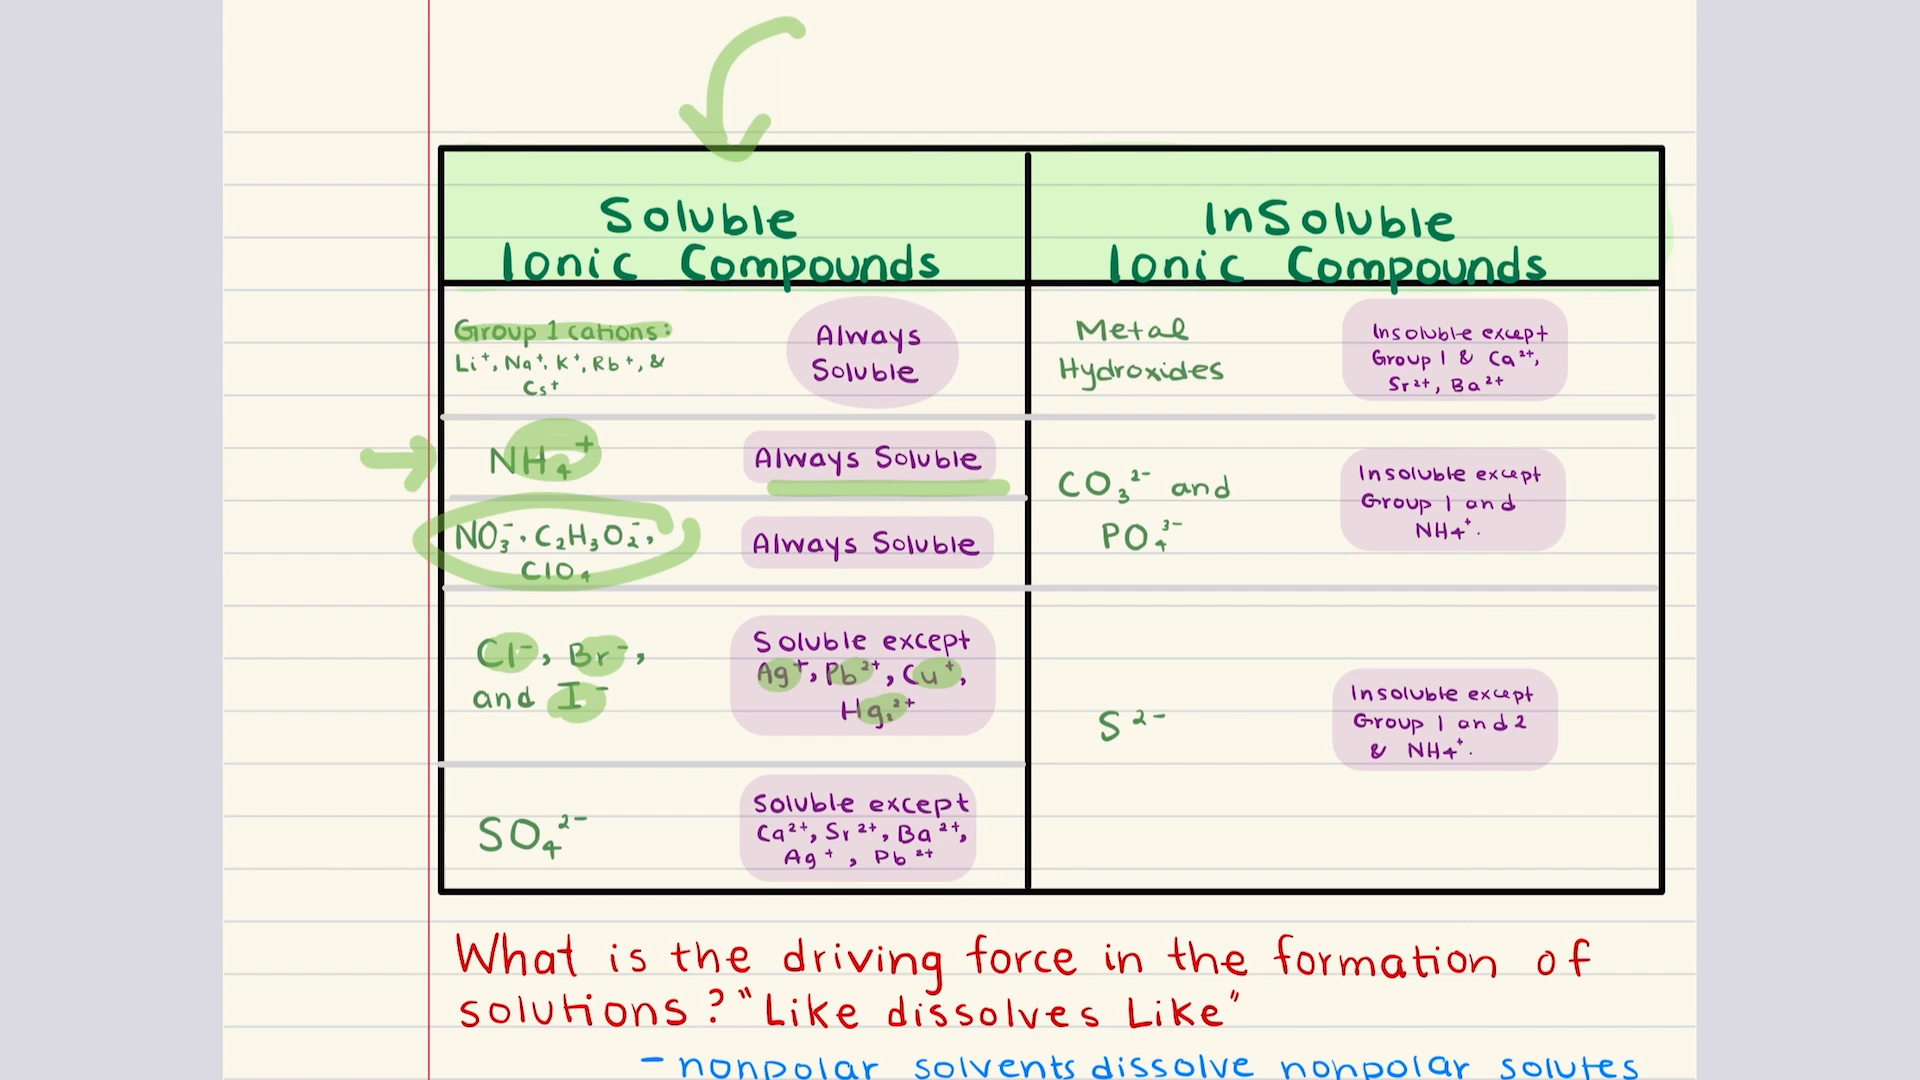 Soluble
Ionic Compounds
InSoluble
Ionic Compounds
Group 1 cations:
Li⁺, Na⁺, K⁺, Rb⁺, &
Cs⁺
Always
Soluble
Metal
Hydroxides
Insoluble except
Group 1 & Ca²⁺,
Sr²⁺, Ba²⁺
NH₄⁺
Always Soluble
CO₃²⁻ and
PO₄³⁻
Insoluble except
Group 1 and
NH₄⁺.
NO₃⁻, C₂H₃O₂⁻,
ClO₄
Always Soluble
Cl⁻, Br⁻,
and I⁻
Soluble except
Ag⁺, Pb²⁺, Cu⁺,
Hg₂²⁺
S²⁻
Insoluble except
Group 1 and 2
& NH₄⁺.
SO₄²⁻
Soluble except
Ca²⁺, Sr²⁺, Ba²⁺,
Ag⁺, Pb²⁺
What is the driving force in the formation of
solutions? "Like dissolves Like"
- nonpolar solvents dissolve nonpolar solutes